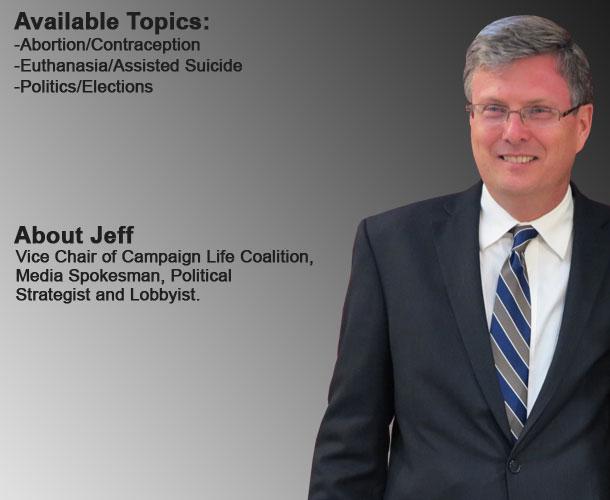 Available Topics:
-Abortion/Contraception
-Euthanasia/Assisted Suicide
-Politics/Elections
About Jeff
Vice Chair of Campaign Life Coalition,
Media Spokesman, Political
Strategist and Lobbyist.